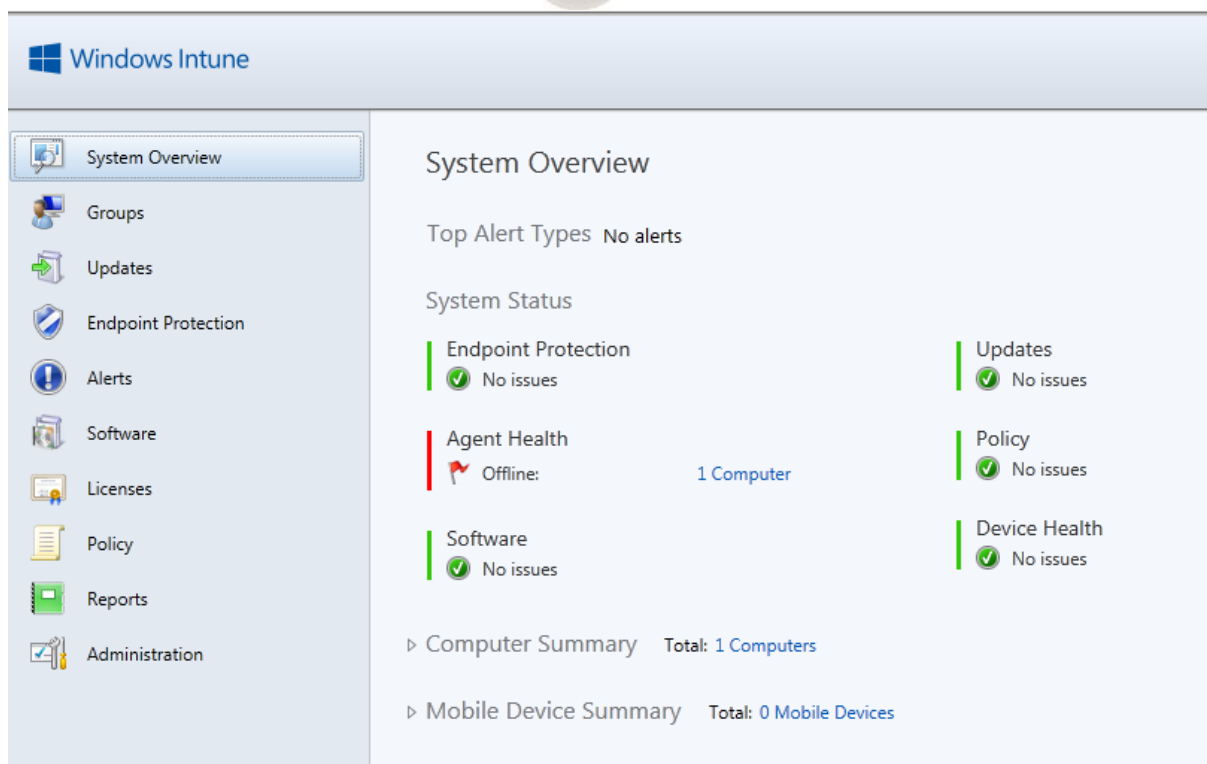 Windows Intune
System Overview
Groups
Updates
Endpoint Protection
Alerts
Software
Licenses
Policy
Reports
Administration
System Overview
Top Alert Types No alerts
System Status
Endpoint Protection
No issues
Updates
No issues
Agent Health
Offline: 1 Computer
Policy
No issues
Software
No issues
Device Health
No issues
Computer Summary Total: 1 Computers
Mobile Device Summary Total: 0 Mobile Devices